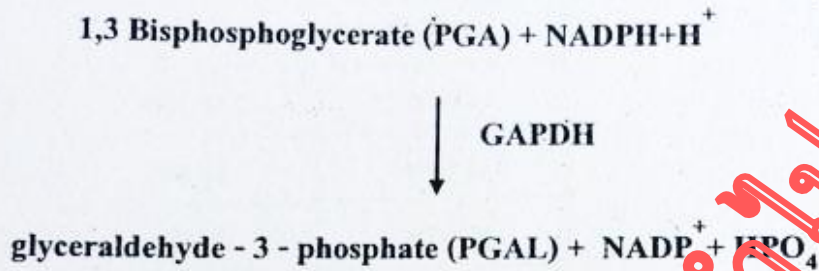 1,3 Bisphosphoglycerate (PGA) + NADPH+H⁺
GAPDH
glyceraldehyde - 3 - phosphate (PGAL) + NADP⁺ + HPO₄